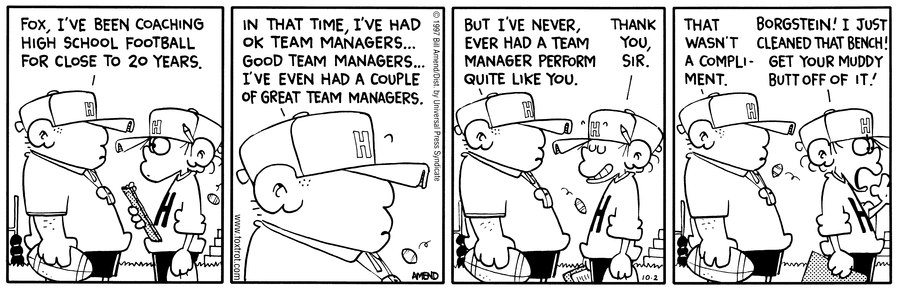 FOX, I'VE BEEN COACHING
HIGH SCHOOL FOOTBALL
FOR CLOSE TO 20 YEARS.
H
H
H
IN THAT TIME, I'VE HAD
OK TEAM MANAGERS...
GOOD TEAM MANAGERS...
I'VE EVEN HAD A COUPLE
OF GREAT TEAM MANAGERS.
H
www.foxtrot.com
AMEND
© 1997 Bill Amend/Dist. by Universal Press Syndicate
BUT I'VE NEVER,
EVER HAD A TEAM
MANAGER PERFORM
QUITE LIKE YOU.
THANK
YOU,
SIR.
H
H
H
10-2
THAT
WASN'T
A COMPLI-
MENT.
BORGSTEIN! I JUST
CLEANED THAT BENCH!
GET YOUR MUDDY
BUTT OFF OF IT!
H
H
H